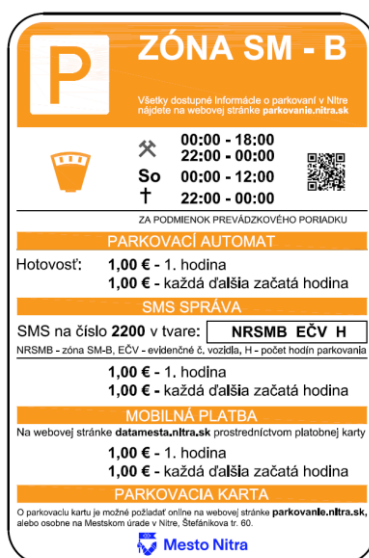 P
ZÓNA SM - B
Všetky dostupné informácie o parkovaní v Nitre
nájdete na webovej stránke parkovanie.nitra.sk
00:00 - 18:00
22:00 - 00:00
So 00:00 - 12:00
† 22:00 - 00:00
ZA PODMIENOK PREVÁDZKOVÉHO PORIADKU
PARKOVACÍ AUTOMAT
Hotovosť: 1,00 € - 1. hodina
1,00 € - každá ďalšia začatá hodina
SMS SPRÁVA
SMS na číslo 2200 v tvare: NRSMB EČV H
NRSMB - zóna SM-B, EČV - evidenčné č. vozidla, H - počet hodín parkovania
1,00 € - 1. hodina
1,00 € - každá ďalšia začatá hodina
MOBILNÁ PLATBA
Na webovej stránke datamesta.nitra.sk prostredníctvom platobnej karty
1,00 € - 1. hodina
1,00 € - každá ďalšia začatá hodina
PARKOVACIA KARTA
O parkovaciu kartu je možné požiadať online na webovej stránke parkovanie.nitra.sk,
alebo osobne na Mestskom úrade v Nitre, Štefánikova tr. 60.
Mesto Nitra